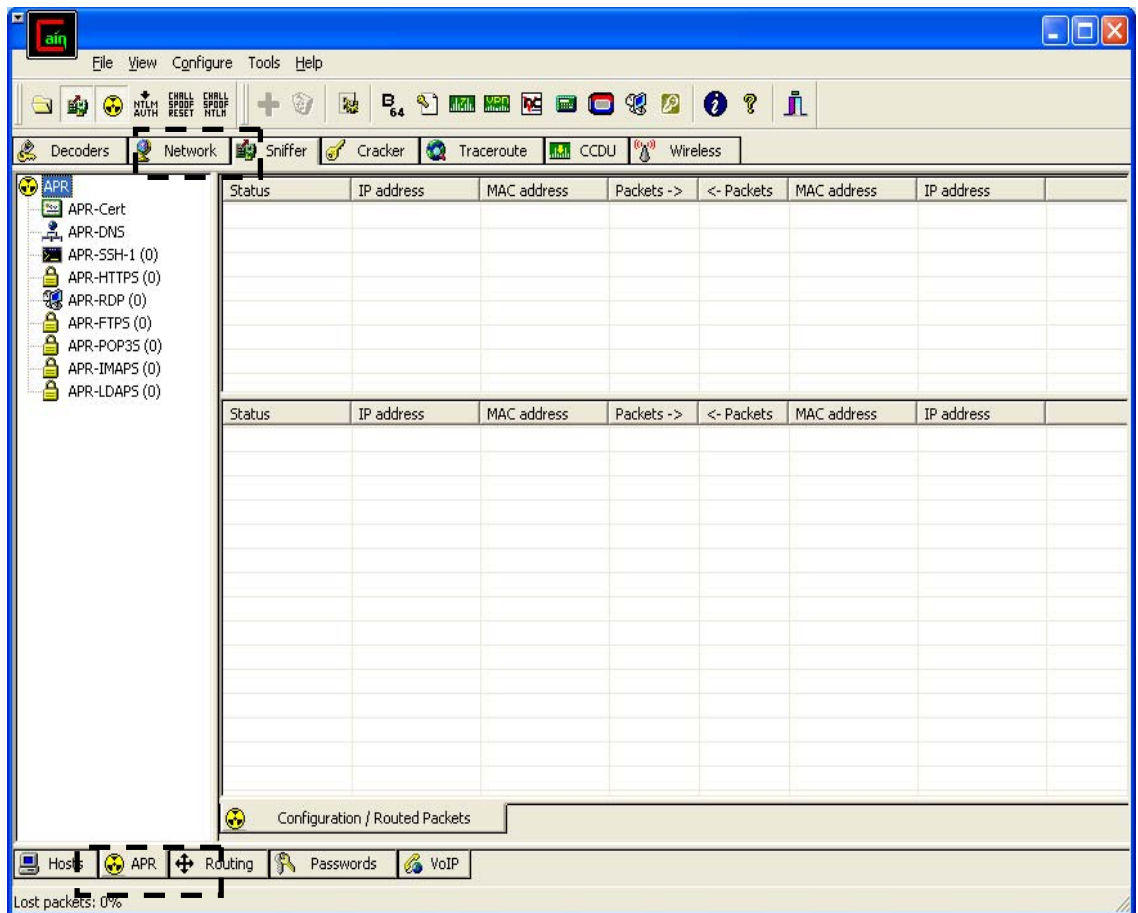 Cain
File View Configure Tools Help
NTLM AUTH CHALL SPOOF RESET CHALL SPOOF NTLM B64 VPN ?
Decoders Network Sniffer Cracker Traceroute CCDU Wireless
APR
APR-Cert
APR-DNS
APR-SSH-1 (0)
APR-HTTPS (0)
APR-RDP (0)
APR-FTPS (0)
APR-POP3S (0)
APR-IMAPS (0)
APR-LDAPS (0)
Status IP address MAC address Packets -> <- Packets MAC address IP address
Status IP address MAC address Packets -> <- Packets MAC address IP address
Configuration / Routed Packets
Hosts APR Routing Passwords VoIP
Lost packets: 0%